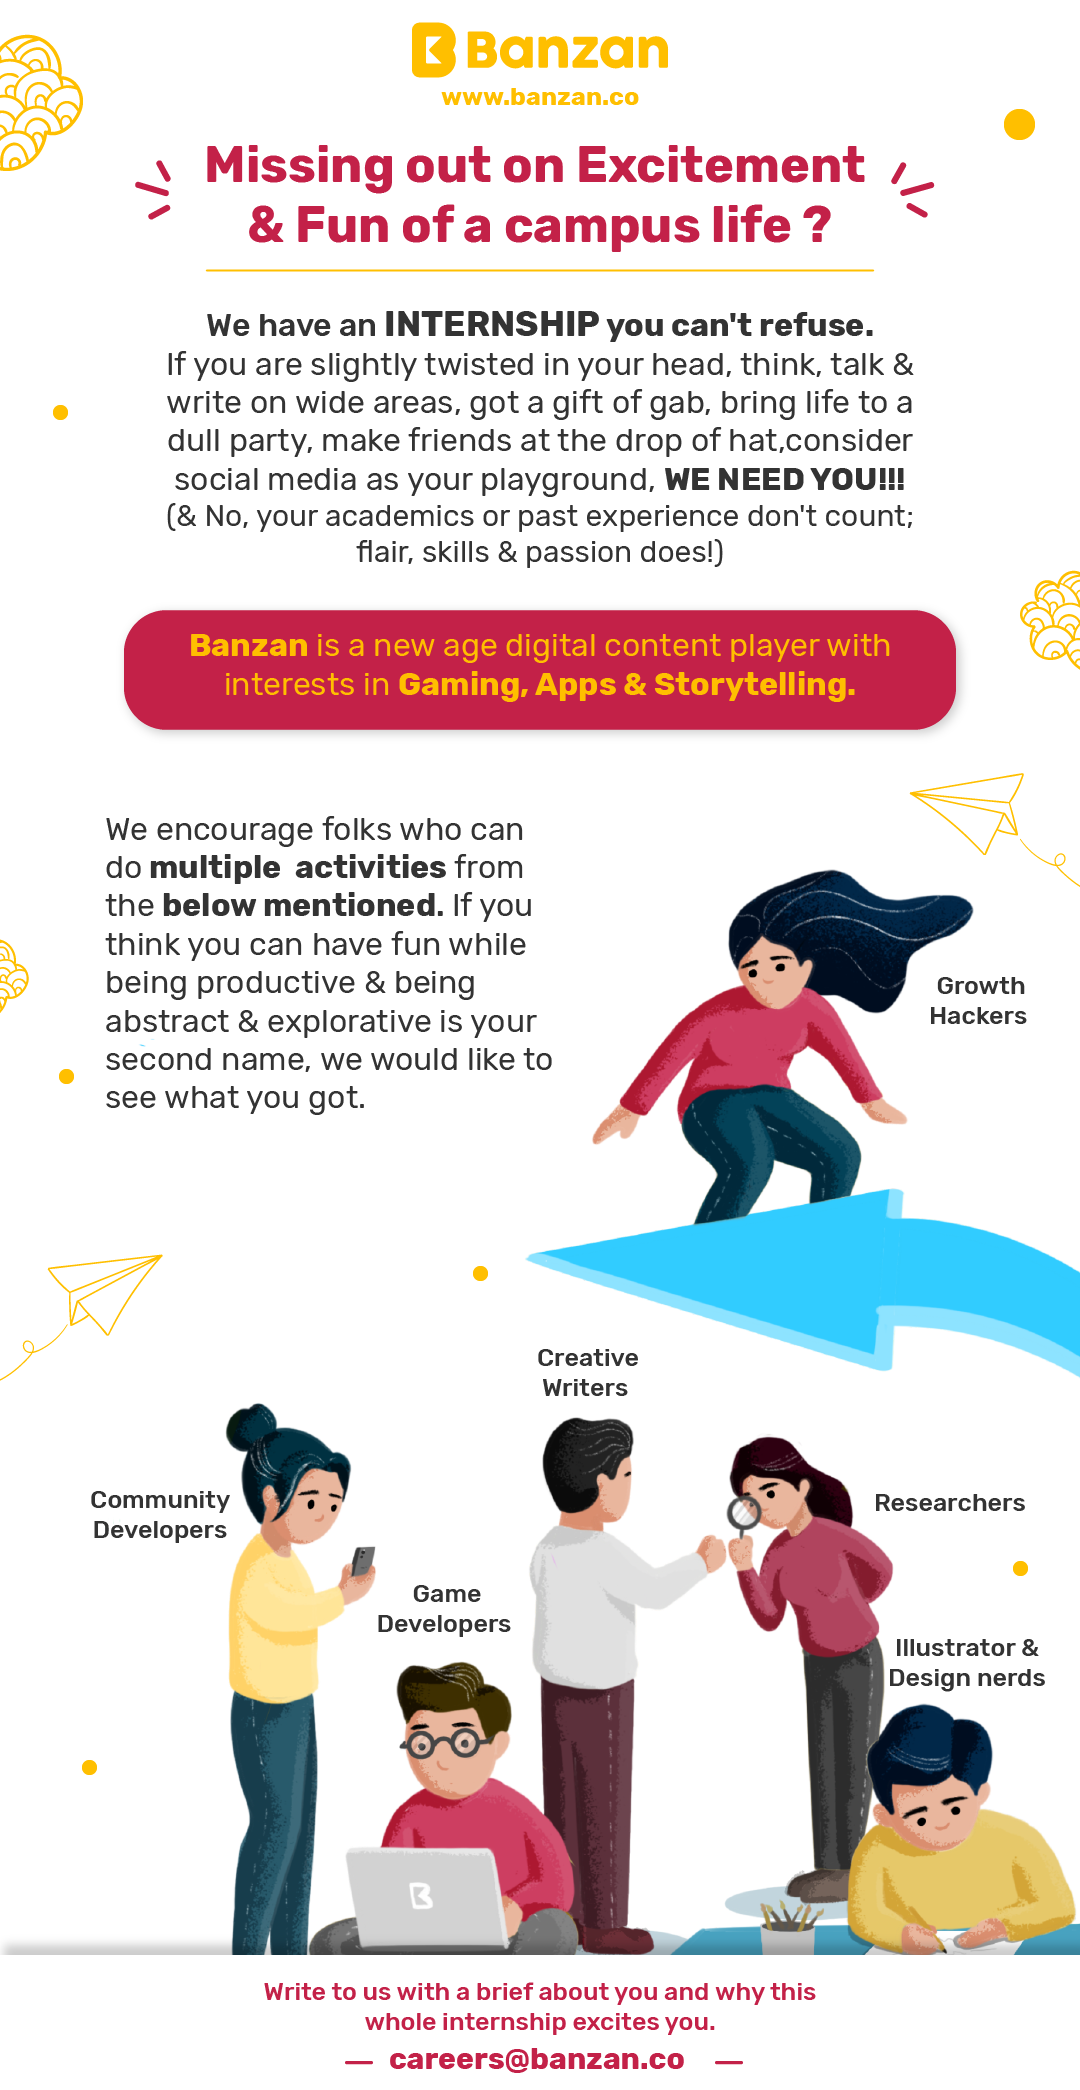 Banzan
www.banzan.co
Missing out on Excitement
& Fun of a campus life ?
We have an INTERNSHIP you can't refuse.
If you are slightly twisted in your head, think, talk &
write on wide areas, got a gift of gab, bring life to a
dull party, make friends at the drop of hat,consider
social media as your playground, WE NEED YOU!!!
(& No, your academics or past experience don't count;
flair, skills & passion does!)
Banzan is a new age digital content player with
interests in Gaming, Apps & Storytelling.
We encourage folks who can
do multiple activities from
the below mentioned. If you
think you can have fun while
being productive & being
abstract & explorative is your
second name, we would like to
see what you got.
Growth
Hackers
Creative
Writers
Community
Developers
Researchers
Game
Developers
Illustrator &
Design nerds
Write to us with a brief about you and why this
whole internship excites you.
— careers@banzan.co —